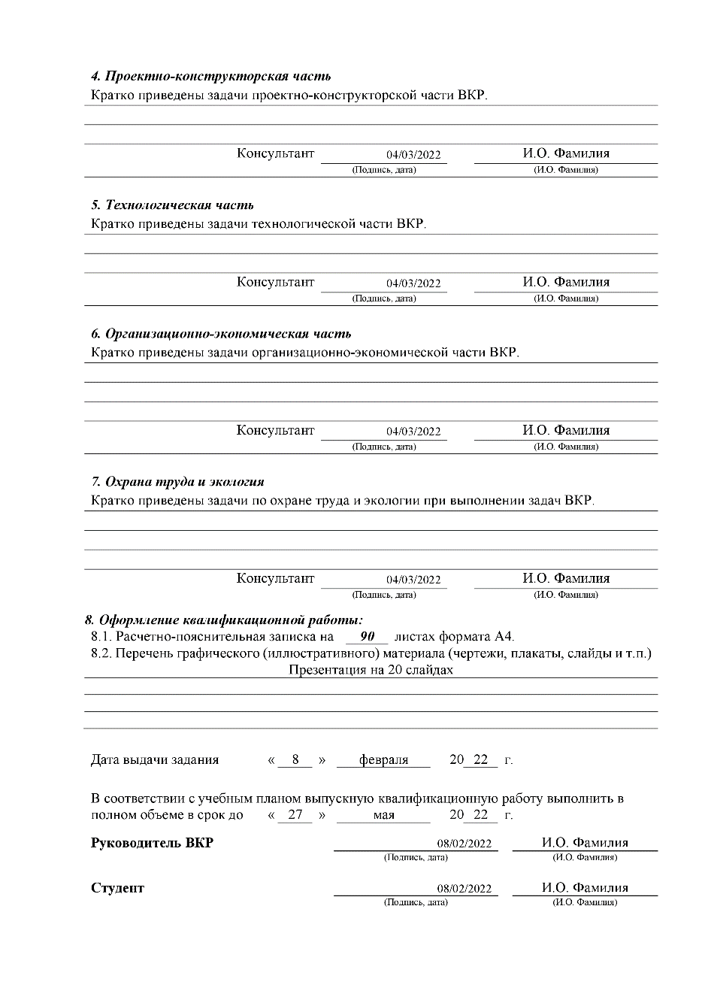 4. Проектно-конструкторская часть
Кратко приведены задачи проектно-конструкторской части ВКР.
Консультант 04/03/2022 И.О. Фамилия
(Подпись, дата) (И.О. Фамилия)
5. Технологическая часть
Кратко приведены задачи технологической части ВКР.
Консультант 04/03/2022 И.О. Фамилия
(Подпись, дата) (И.О. Фамилия)
6. Организационно-экономическая часть
Кратко приведены задачи организационно-экономической части ВКР.
Консультант 04/03/2022 И.О. Фамилия
(Подпись, дата) (И.О. Фамилия)
7. Охрана труда и экология
Кратко приведены задачи по охране труда и экологии при выполнении задач ВКР.
Консультант 04/03/2022 И.О. Фамилия
(Подпись, дата) (И.О. Фамилия)
8. Оформление квалификационной работы:
8.1. Расчетно-пояснительная записка на 90 листах формата А4.
8.2. Перечень графического (иллюстративного) материала (чертежи, плакаты, слайды и т.п.)
Презентация на 20 слайдах
Дата выдачи задания « 8 » февраля 20 22 г.
В соответствии с учебным планом выпускную квалификационную работу выполнить в
полном объеме в срок до « 27 » мая 20 22 г.
Руководитель ВКР 08/02/2022 И.О. Фамилия
(Подпись, дата) (И.О. Фамилия)
Студент 08/02/2022 И.О. Фамилия
(Подпись, дата) (И.О. Фамилия)